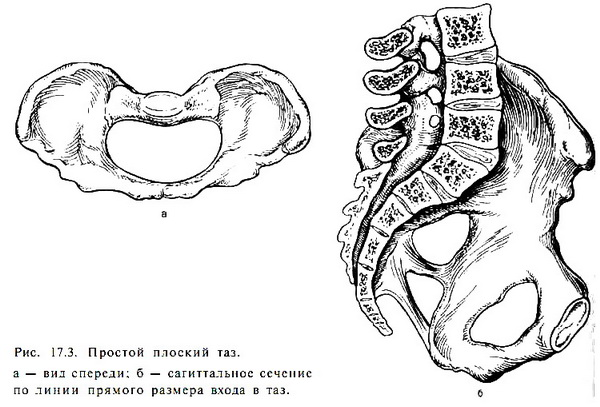 а
б
Рис. 17.3. Простой плоский таз.
а — вид спереди; б — сагиттальное сечение
по линии прямого размера входа в таз.